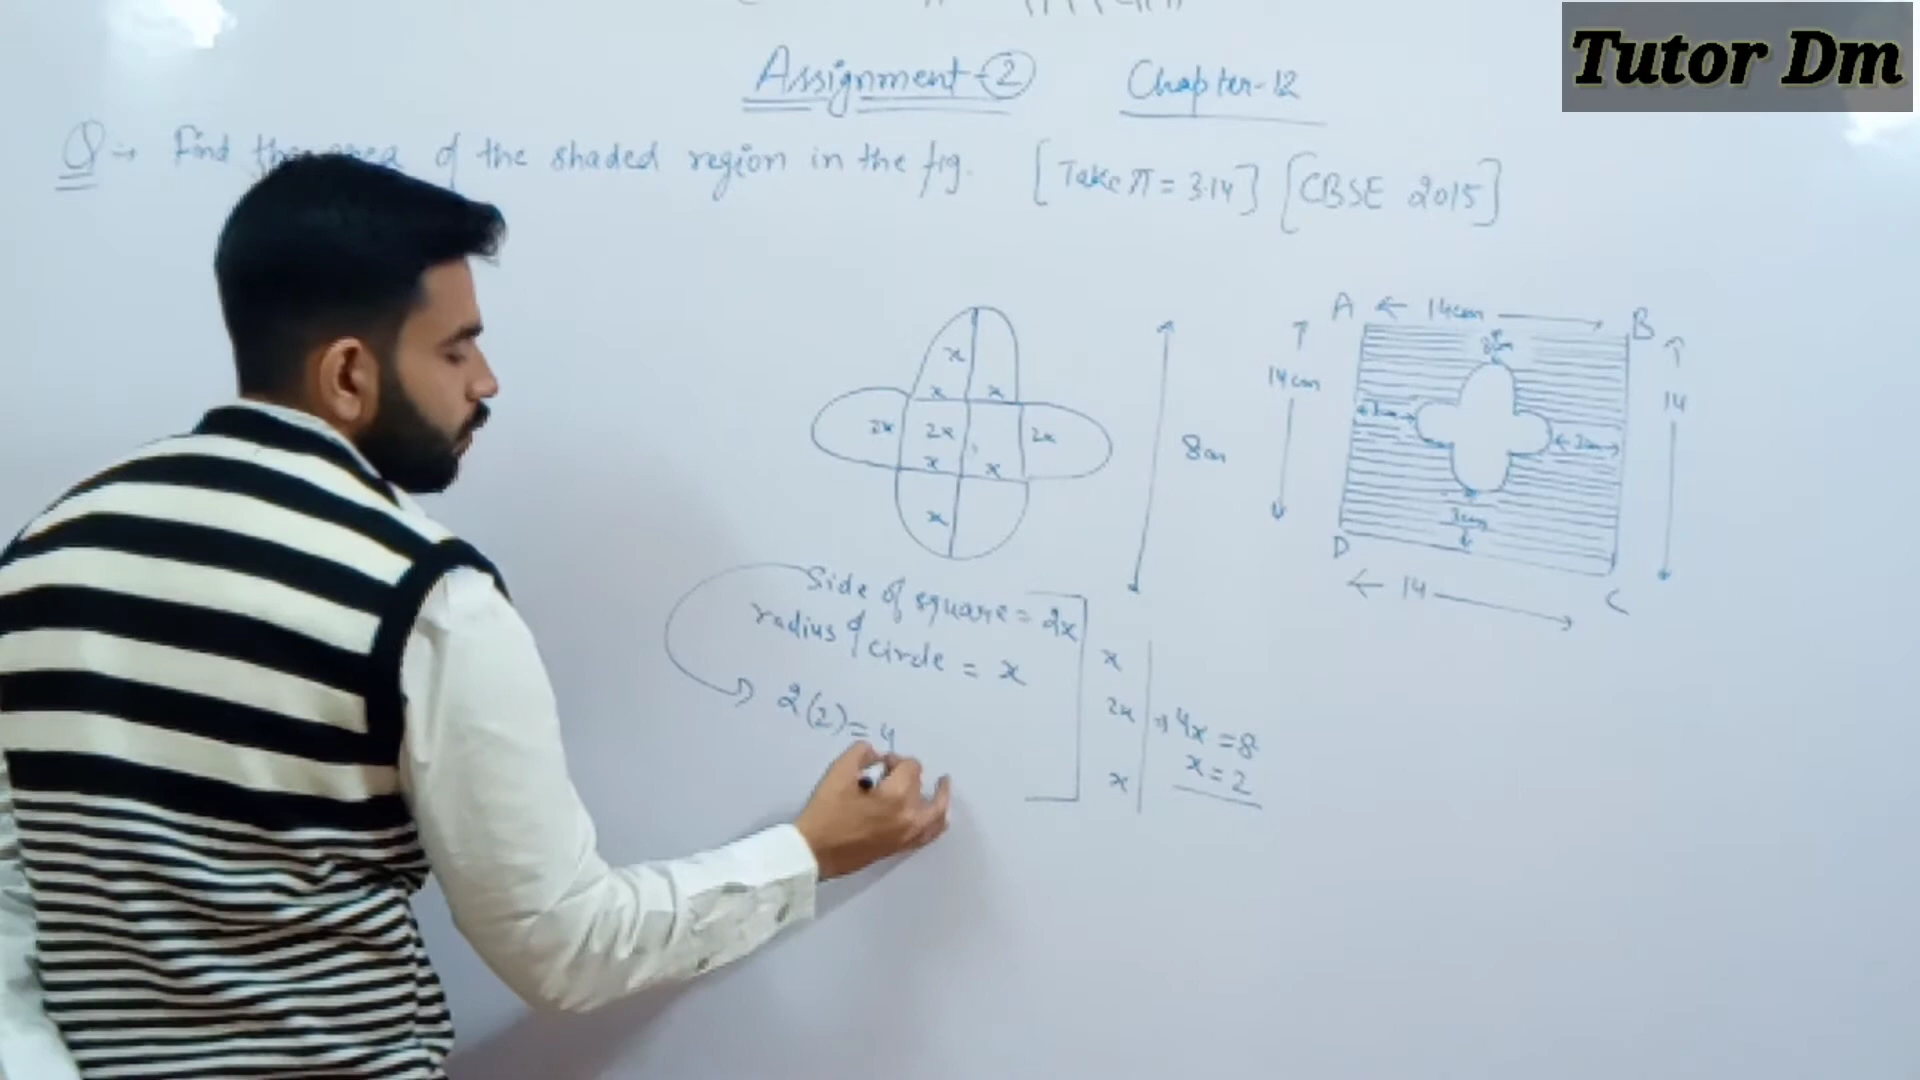 Tutor Dm
Assignment-2 Chapter-12
Q→ Find the area of the shaded region in the fig. [Take π = 3.14] [CBSE 2015]
x
x x
2x 2x 2x
x x
x
8cm
A ← 14cm → B
14cm
14
3cm
D
← 14 →
C
Side of square = 2x
radius of circle = x
2(2) = 4
x
2x ⇒ 4x = 8
x x = 2